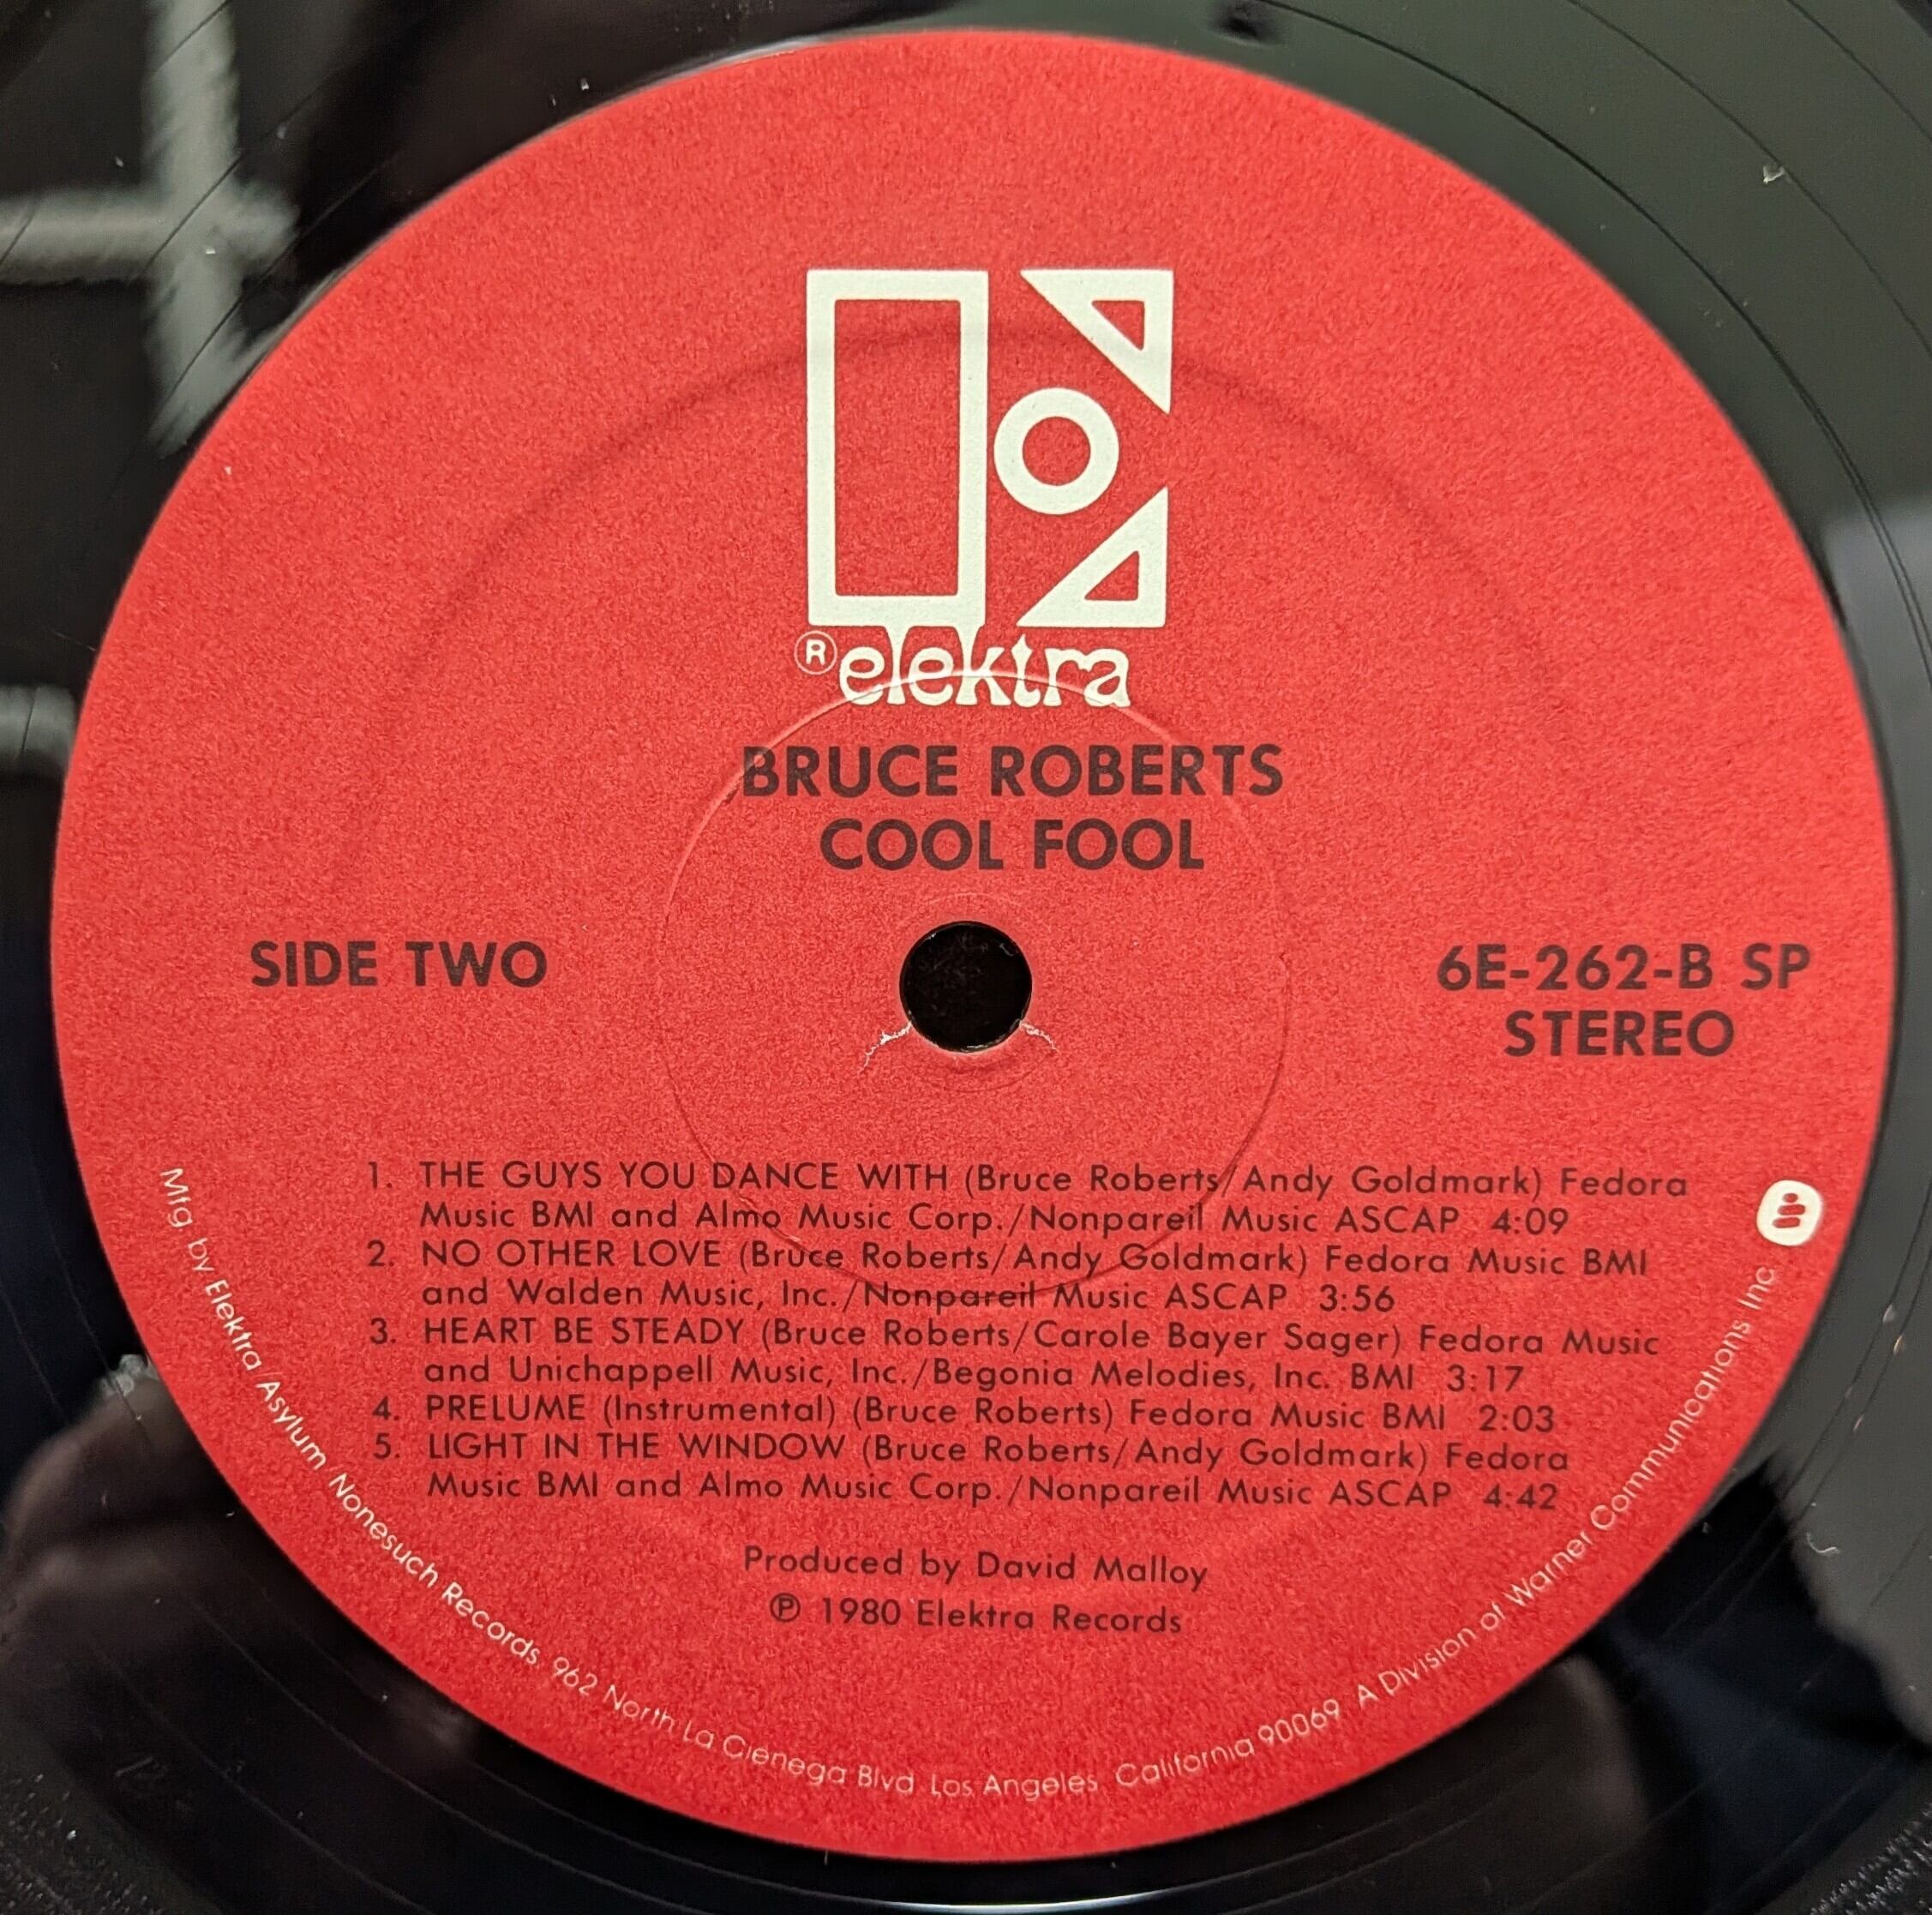 ® elektra
BRUCE ROBERTS
COOL FOOL
SIDE TWO
6E-262-B SP
STEREO
1. THE GUYS YOU DANCE WITH (Bruce Roberts/Andy Goldmark) Fedora
Music BMI and Almo Music Corp./Nonpareil Music ASCAP 4:09
2. NO OTHER LOVE (Bruce Roberts/Andy Goldmark) Fedora Music BMI
and Walden Music, Inc./Nonpareil Music ASCAP 3:56
3. HEART BE STEADY (Bruce Roberts/Carole Bayer Sager) Fedora Music
and Unichappell Music, Inc./Begonia Melodies, Inc. BMI 3:17
4. PRELUME (Instrumental) (Bruce Roberts) Fedora Music BMI 2:03
5. LIGHT IN THE WINDOW (Bruce Roberts/Andy Goldmark) Fedora
Music BMI and Almo Music Corp./Nonpareil Music ASCAP 4:42
Produced by David Malloy
℗ 1980 Elektra Records
Mfg by Elektra Asylum Nonesuch Records 962 North La Cienega Blvd Los Angeles California 90069 A Division of Warner Communications Inc